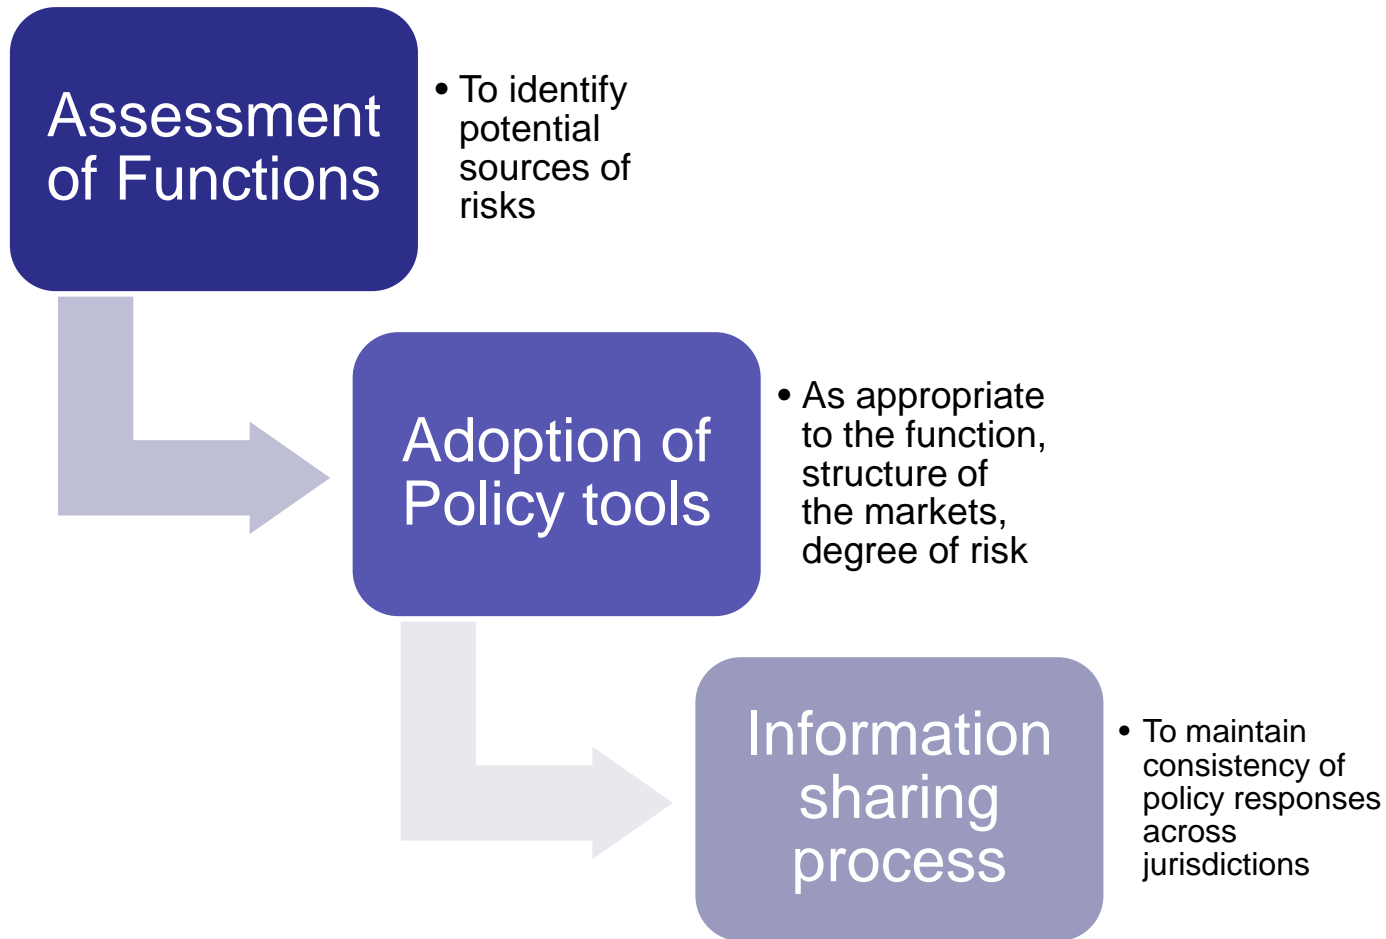 Assessment
of Functions
• To identify
potential
sources of
risks
Adoption of
Policy tools
• As appropriate
to the function,
structure of
the markets,
degree of risk
Information
sharing
process
• To maintain
consistency of
policy responses
across
jurisdictions